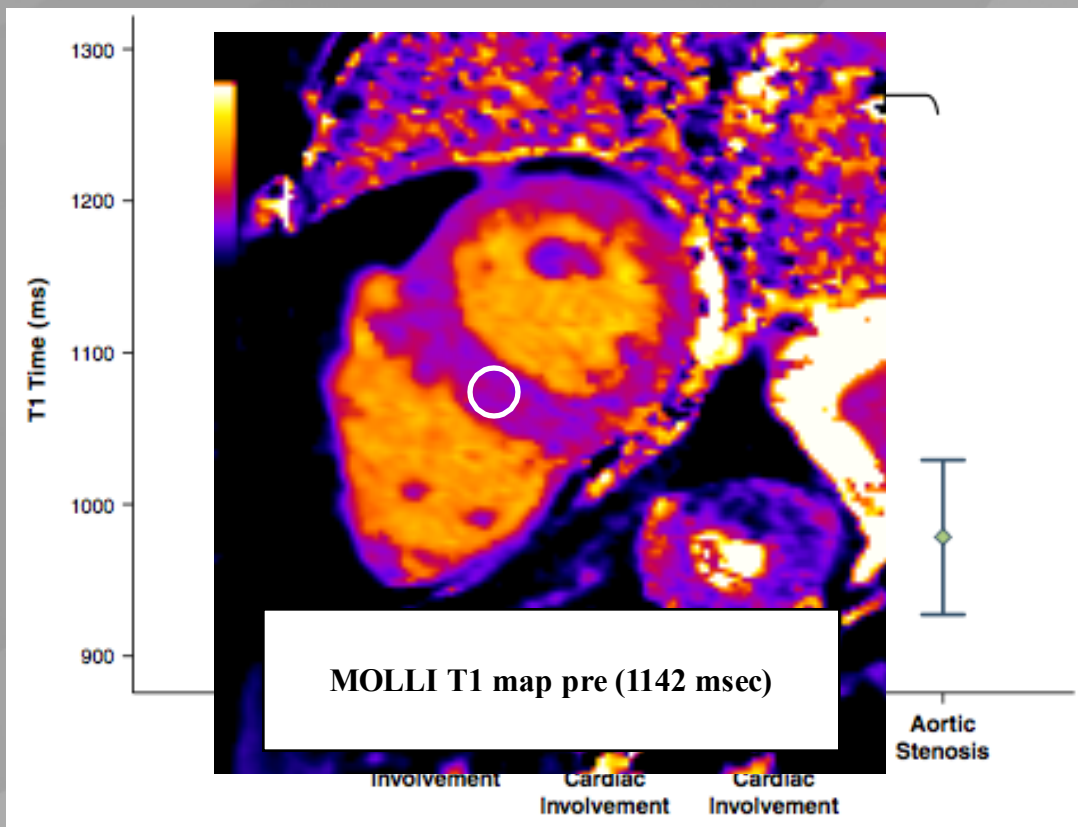 1300
1200
1100
1000
900
T1 Time (ms)
MOLLI T1 map pre (1142 msec)
Involvement
Cardiac
Involvement
Cardiac
Involvement
Aortic
Stenosis